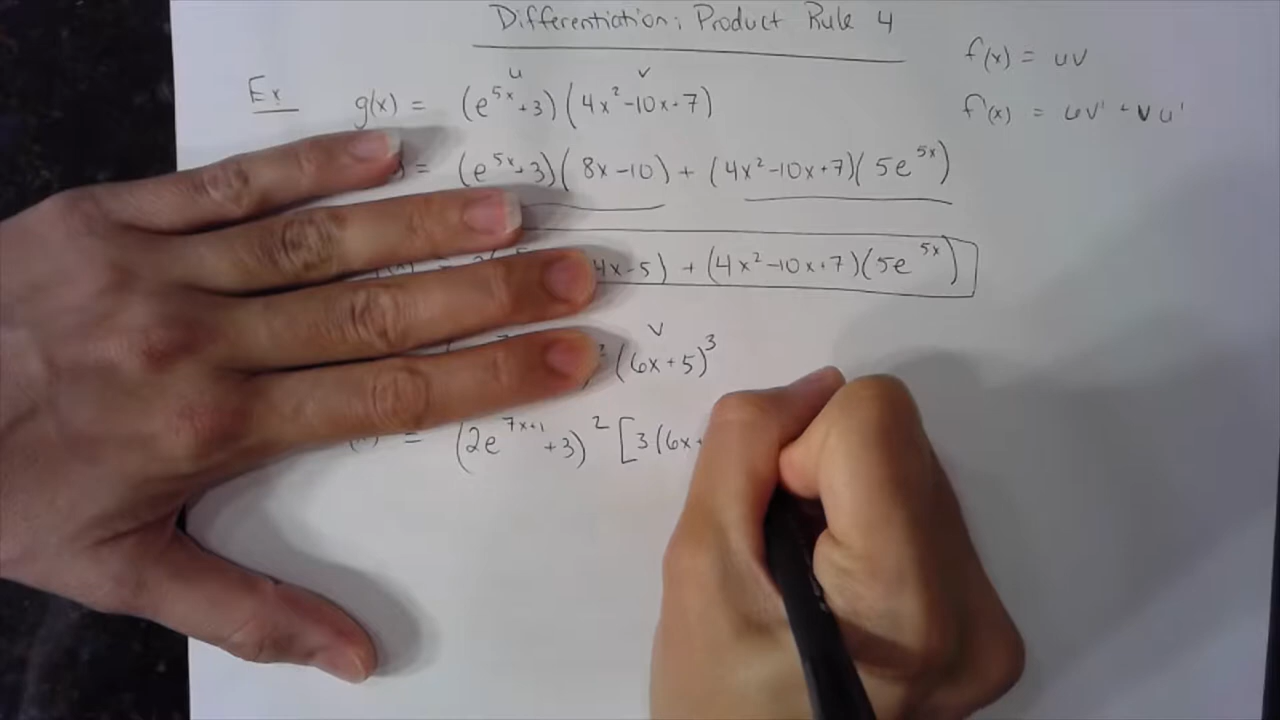 Differentiation: Product Rule 4
f(x) = uv
f'(x) = uv' + vu'
u v
Ex g(x) = (e^5x + 3)(4x² - 10x + 7)
) = (e^5x + 3)(8x - 10) + (4x² - 10x + 7)(5e^5x)
4x - 5) + (4x² - 10x + 7)(5e^5x)
v
(6x + 5)³
= (2e^7x+1 + 3)² [3(6x